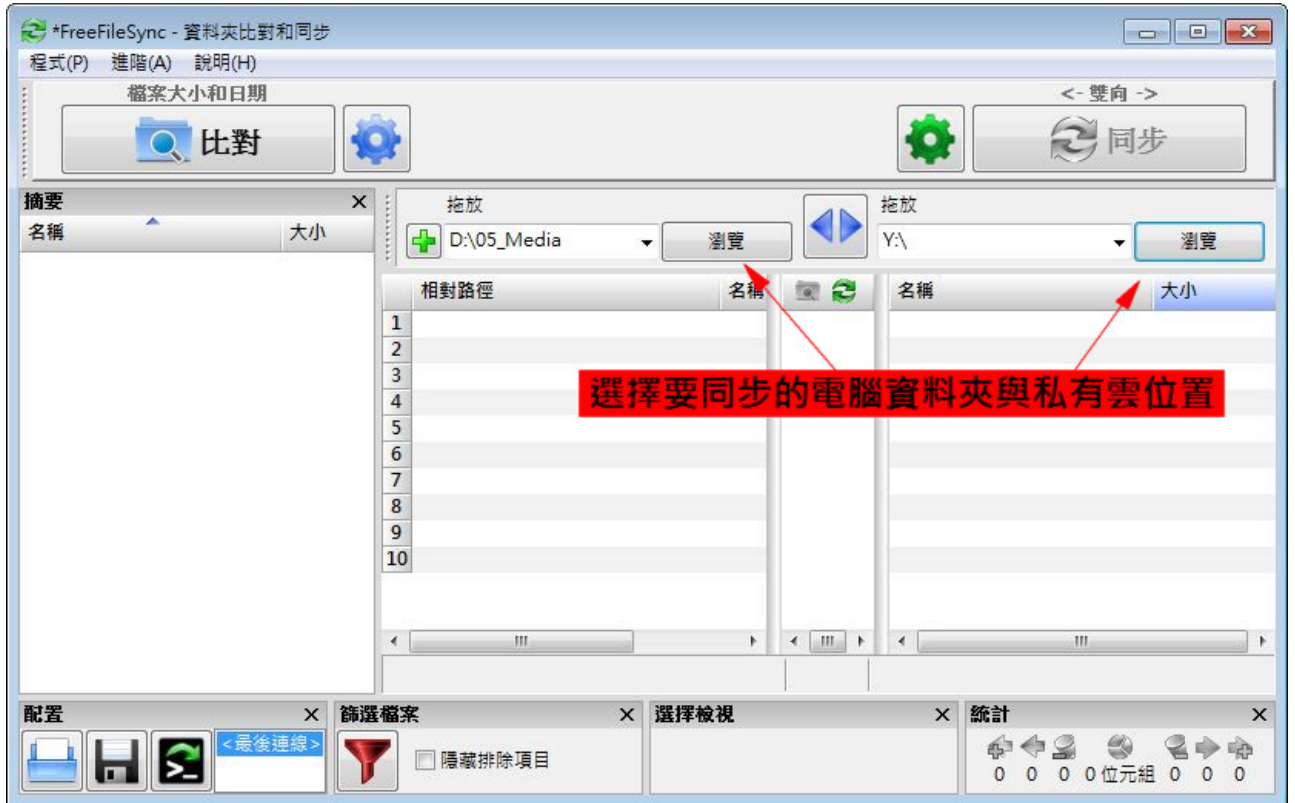 *FreeFileSync - 資料夾比對和同步
程式(P) 進階(A) 說明(H)
檔案大小和日期
<- 雙向 ->
比對
同步
摘要
名稱 大小
拖放
拖放
D:\05_Media 瀏覽
Y:\ 瀏覽
相對路徑 名稱
名稱 大小
1
2
3
4
5
6
7
8
9
10
選擇要同步的電腦資料夾與私有雲位置
配置
<最後連線>
篩選檔案
隱藏排除項目
選擇檢視
統計
0 0 0 0位元組 0 0 0